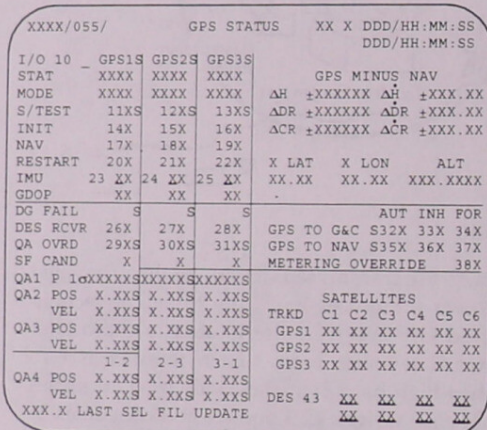 XXXX/055/ GPS STATUS XX X DDD/HH:MM:SS
DDD/HH:MM:SS
I/O 10 _ GPS1S GPS2S GPS3S
STAT XXXX XXXX XXXX GPS MINUS NAV
MODE XXXX XXXX XXXX ΔH ±XXXXXX ΔḢ ±XXX.XX
S/TEST 11XS 12XS 13XS ΔDR ±XXXXXX ΔḊR ±XXX.XX
INIT 14X 15X 16X ΔCR ±XXXXXX ΔĊR ±XXX.XX
NAV 17X 18X 19X
RESTART 20X 21X 22X X LAT X LON ALT
IMU 23 XX 24 XX 25 XX XX.XX XX.XX XXX.XXXX
GDOP XX XX XX
DG FAIL S S S AUT INH FOR
DES RCVR 26X 27X 28X GPS TO G&C S32X 33X 34X
QA OVRD 29XS 30XS 31XS GPS TO NAV S35X 36X 37X
SF CAND X X X METERING OVERRIDE 38X
QA1 P 1σXXXXXSXXXXXSXXXXXS
QA2 POS X.XXS X.XXS X.XXS SATELLITES
VEL X.XXS X.XXS X.XXS TRKD C1 C2 C3 C4 C5 C6
QA3 POS X.XXS X.XXS X.XXS GPS1 XX XX XX XX XX XX
VEL X.XXS X.XXS X.XXS GPS2 XX XX XX XX XX XX
1-2 2-3 3-1 GPS3 XX XX XX XX XX XX
QA4 POS X.XXS X.XXS X.XXS
VEL X.XXS X.XXS X.XXS DES 43 XX XX XX XX
XXX.X LAST SEL FIL UPDATE XX XX XX XX